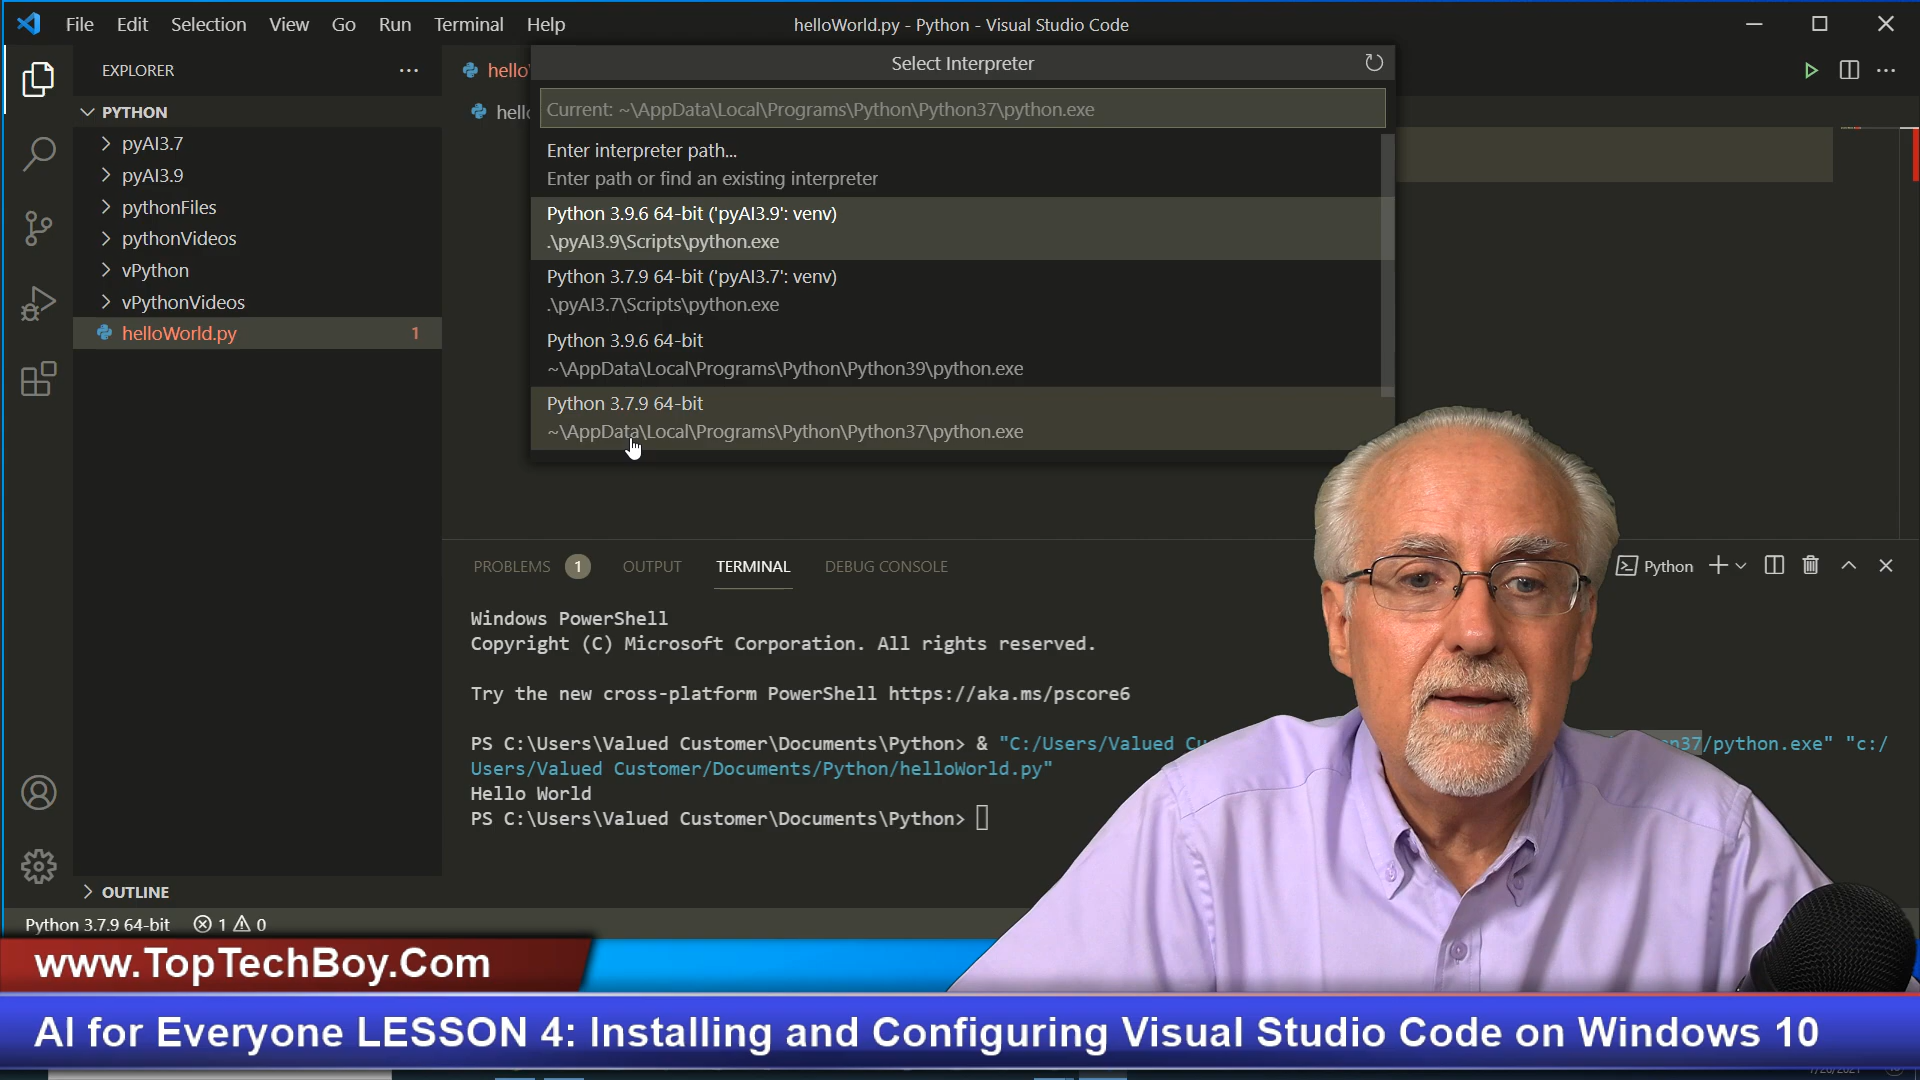 File Edit Selection View Go Run Terminal Help
helloWorld.py - Python - Visual Studio Code
EXPLORER
PYTHON
pyAI3.7
pyAI3.9
pythonFiles
pythonVideos
vPython
vPythonVideos
helloWorld.py 1
OUTLINE
Select Interpreter
Current: ~\AppData\Local\Programs\Python\Python37\python.exe
Enter interpreter path...
Enter path or find an existing interpreter
Python 3.9.6 64-bit ('pyAI3.9': venv)
.\pyAI3.9\Scripts\python.exe
Python 3.7.9 64-bit ('pyAI3.7': venv)
.\pyAI3.7\Scripts\python.exe
Python 3.9.6 64-bit
~\AppData\Local\Programs\Python\Python39\python.exe
Python 3.7.9 64-bit
~\AppData\Local\Programs\Python\Python37\python.exe
PROBLEMS 1 OUTPUT TERMINAL DEBUG CONSOLE
Python
Windows PowerShell
Copyright (C) Microsoft Corporation. All rights reserved.
Try the new cross-platform PowerShell https://aka.ms/pscore6
PS C:\Users\Valued Customer\Documents\Python> & "C:/Users/Valued /python.exe" "c:/
Users/Valued Customer/Documents/Python/helloWorld.py"
Hello World
PS C:\Users\Valued Customer\Documents\Python>
Python 3.7.9 64-bit 1 0
www.TopTechBoy.Com
AI for Everyone LESSON 4: Installing and Configuring Visual Studio Code on Windows 10